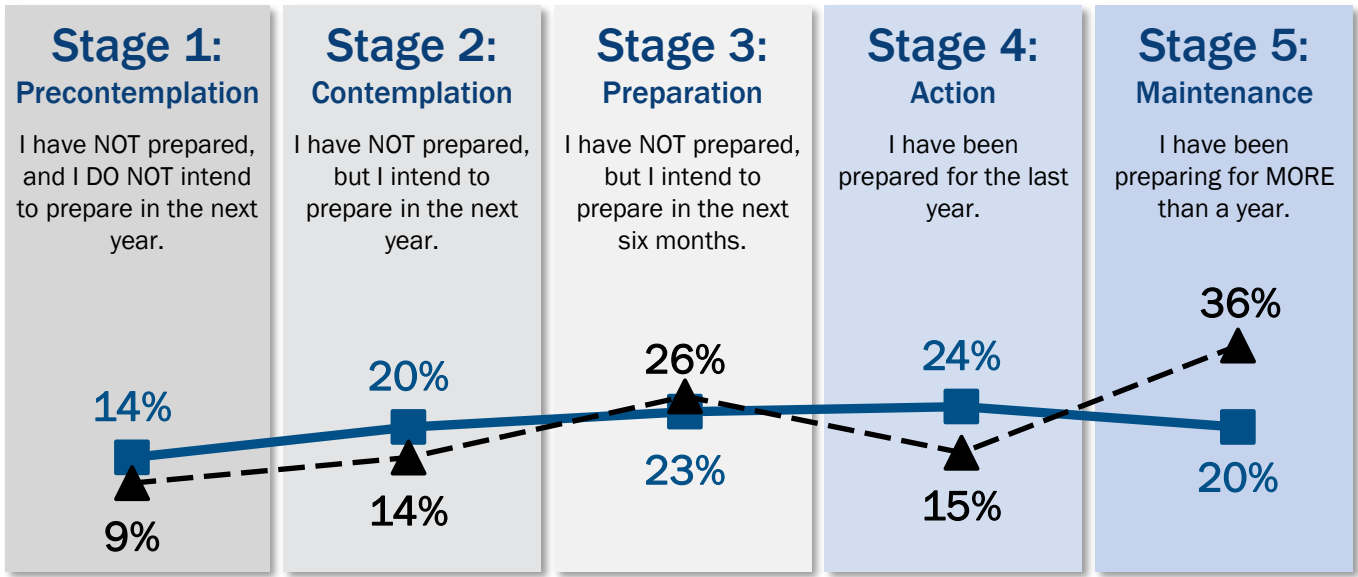 Stage 1:
Precontemplation
I have NOT prepared,
and I DO NOT intend
to prepare in the next
year.
14%
9%
Stage 2:
Contemplation
I have NOT prepared,
but I intend to
prepare in the next
year.
20%
14%
Stage 3:
Preparation
I have NOT prepared,
but I intend to
prepare in the next
six months.
26%
23%
Stage 4:
Action
I have been
prepared for the last
year.
24%
15%
Stage 5:
Maintenance
I have been
preparing for MORE
than a year.
36%
20%